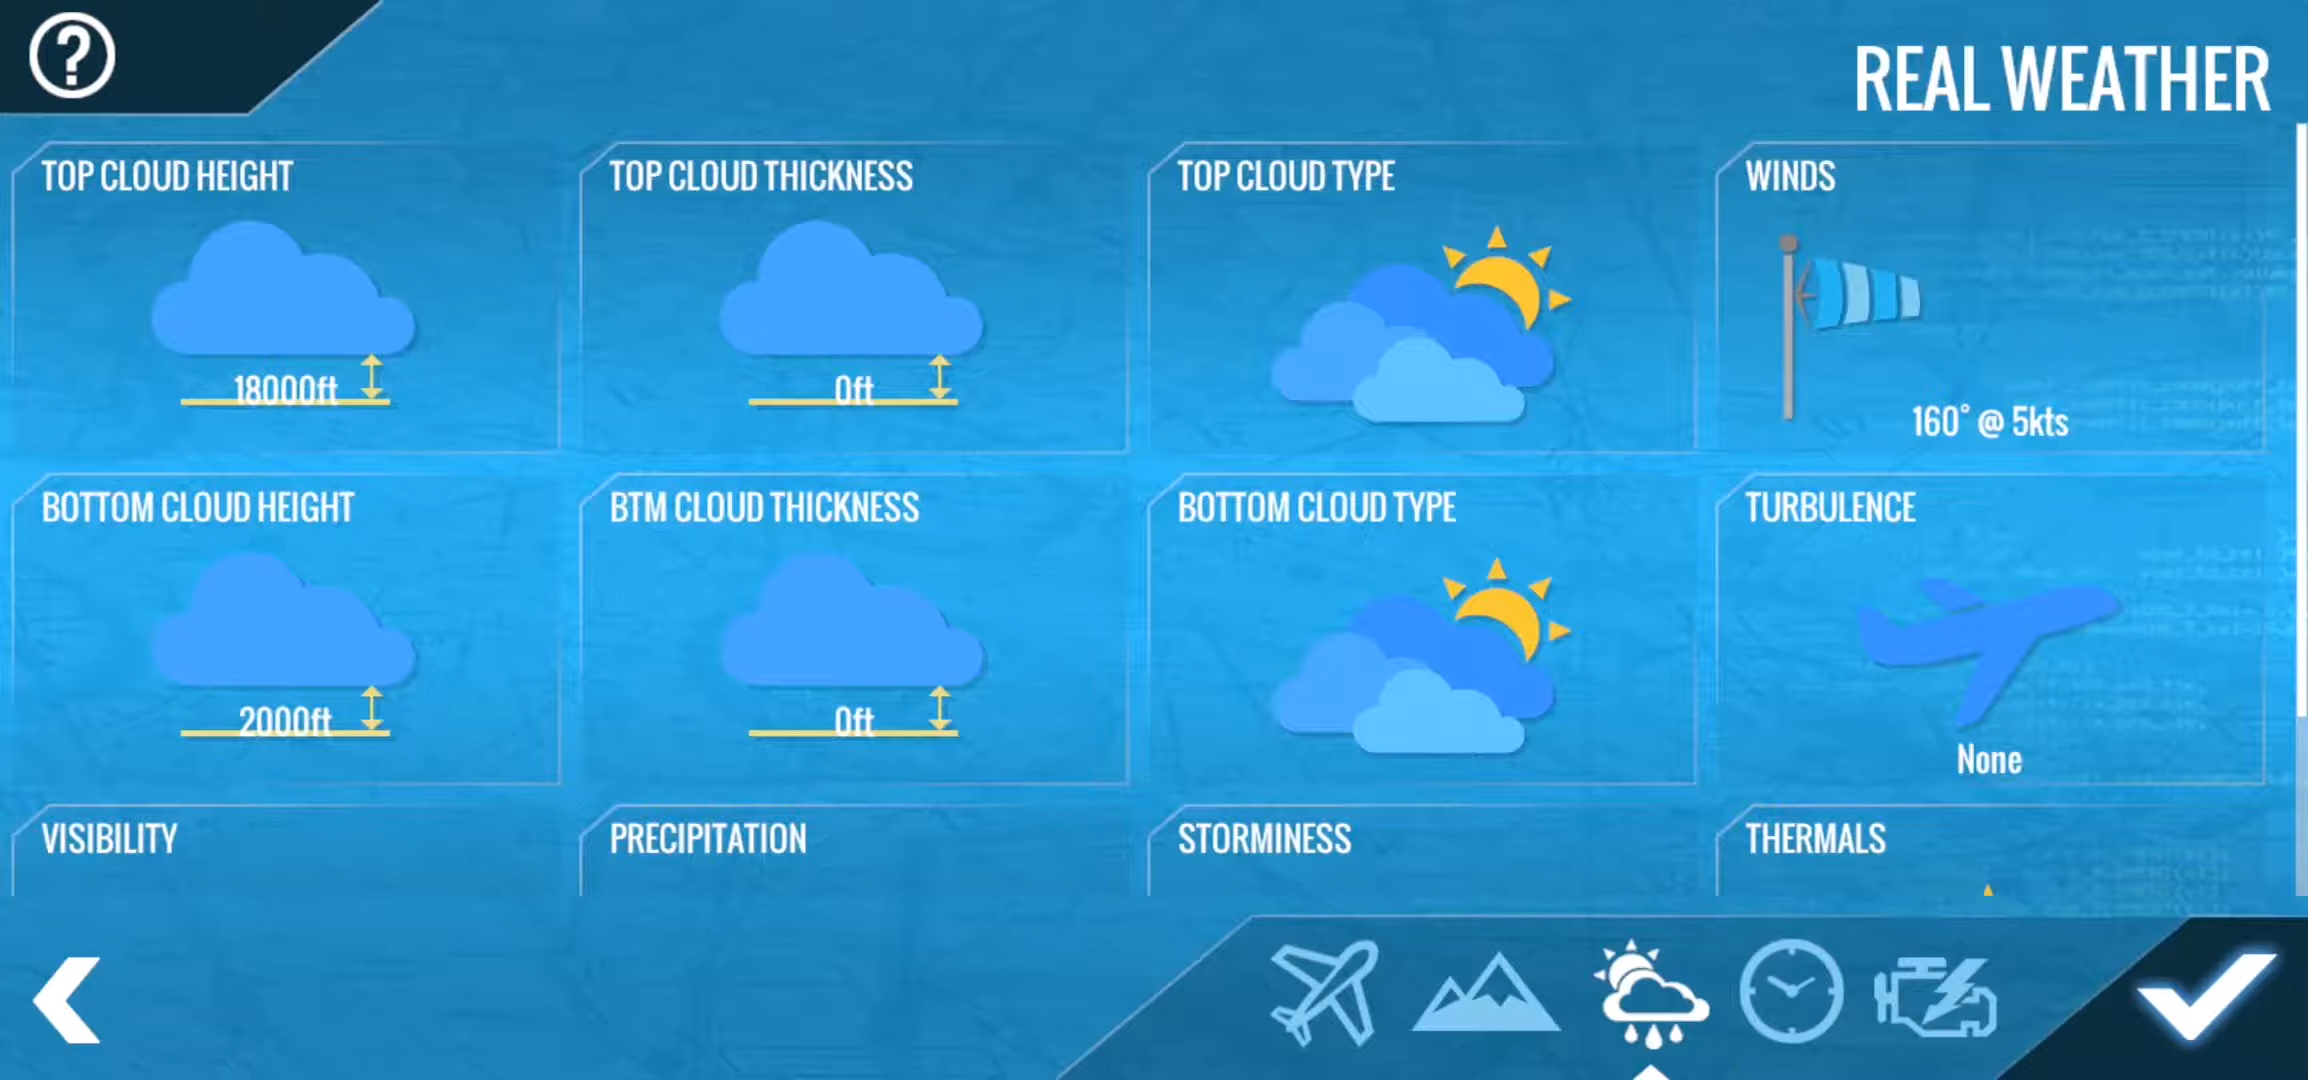 REAL WEATHER
TOP CLOUD HEIGHT
18000ft
TOP CLOUD THICKNESS
0ft
TOP CLOUD TYPE
WINDS
160° @ 5kts
BOTTOM CLOUD HEIGHT
2000ft
BTM CLOUD THICKNESS
0ft
BOTTOM CLOUD TYPE
TURBULENCE
None
VISIBILITY
PRECIPITATION
STORMINESS
THERMALS